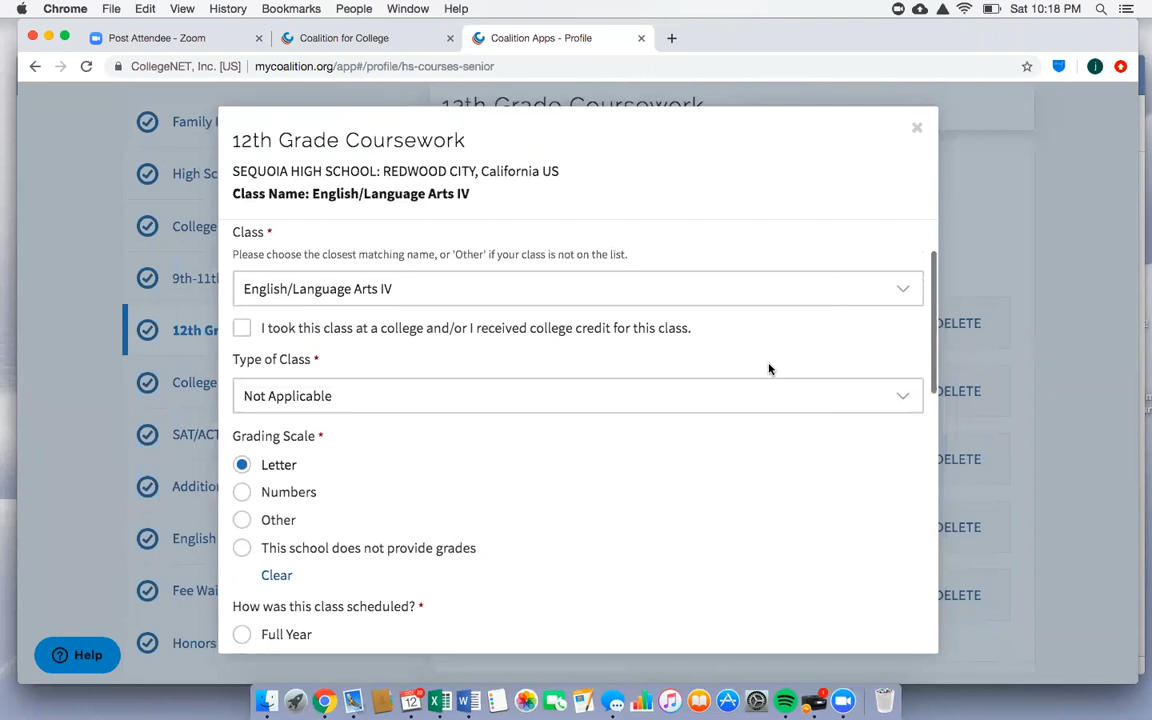 Chrome File Edit View History Bookmarks People Window Help Sat 10:18 PM
Post Attendee - Zoom × Coalition for College × Coalition Apps - Profile × +
CollegeNET, Inc. [US] mycoalition.org/app#/profile/hs-courses-senior j
12th Grade Coursework
×
Family
High Sc
College
9th-11t
12th Gr
College
SAT/ACT
Additio
English
Fee Wai
Honors
12th Grade Coursework
SEQUOIA HIGH SCHOOL: REDWOOD CITY, California US
Class Name: English/Language Arts IV
Class *
Please choose the closest matching name, or 'Other' if your class is not on the list.
English/Language Arts IV
I took this class at a college and/or I received college credit for this class.
Type of Class *
Not Applicable
Grading Scale *
Letter
Numbers
Other
This school does not provide grades
Clear
How was this class scheduled? *
Full Year
DELETE
DELETE
DELETE
DELETE
DELETE
? Help